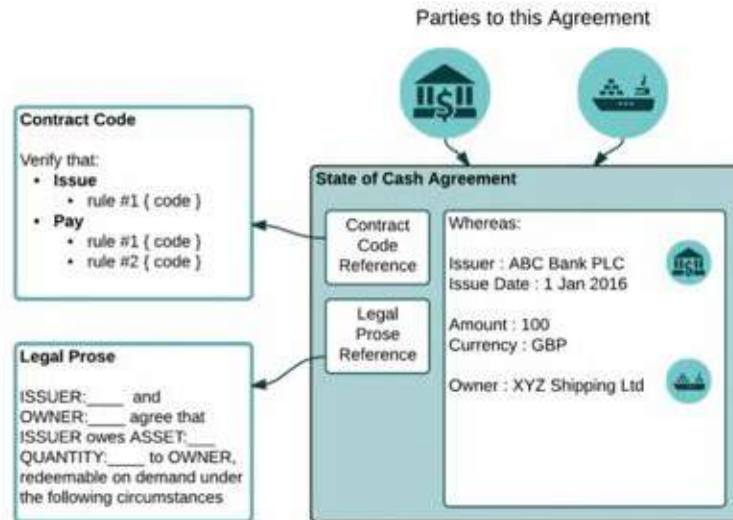 Parties to this Agreement
Contract Code
Verify that:
• Issue
• rule #1 { code }
• Pay
• rule #1 { code }
• rule #2 { code }
Legal Prose
ISSUER:____ and
OWNER:____ agree that
ISSUER owes ASSET:___
QUANTITY:____ to OWNER,
redeemable on demand under
the following circumstances
State of Cash Agreement
Contract
Code
Reference
Legal
Prose
Reference
Whereas:
Issuer : ABC Bank PLC
Issue Date : 1 Jan 2016
Amount : 100
Currency : GBP
Owner : XYZ Shipping Ltd